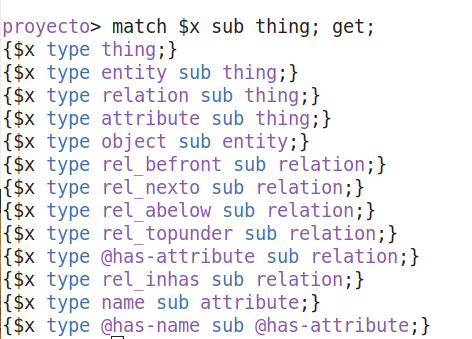 proyecto> match $x sub thing; get;
{$x type thing;}
{$x type entity sub thing;}
{$x type relation sub thing;}
{$x type attribute sub thing;}
{$x type object sub entity;}
{$x type rel_befront sub relation;}
{$x type rel_nexto sub relation;}
{$x type rel_abelow sub relation;}
{$x type rel_topunder sub relation;}
{$x type @has-attribute sub relation;}
{$x type rel_inhas sub relation;}
{$x type name sub attribute;}
{$x type @has-name sub @has-attribute;}